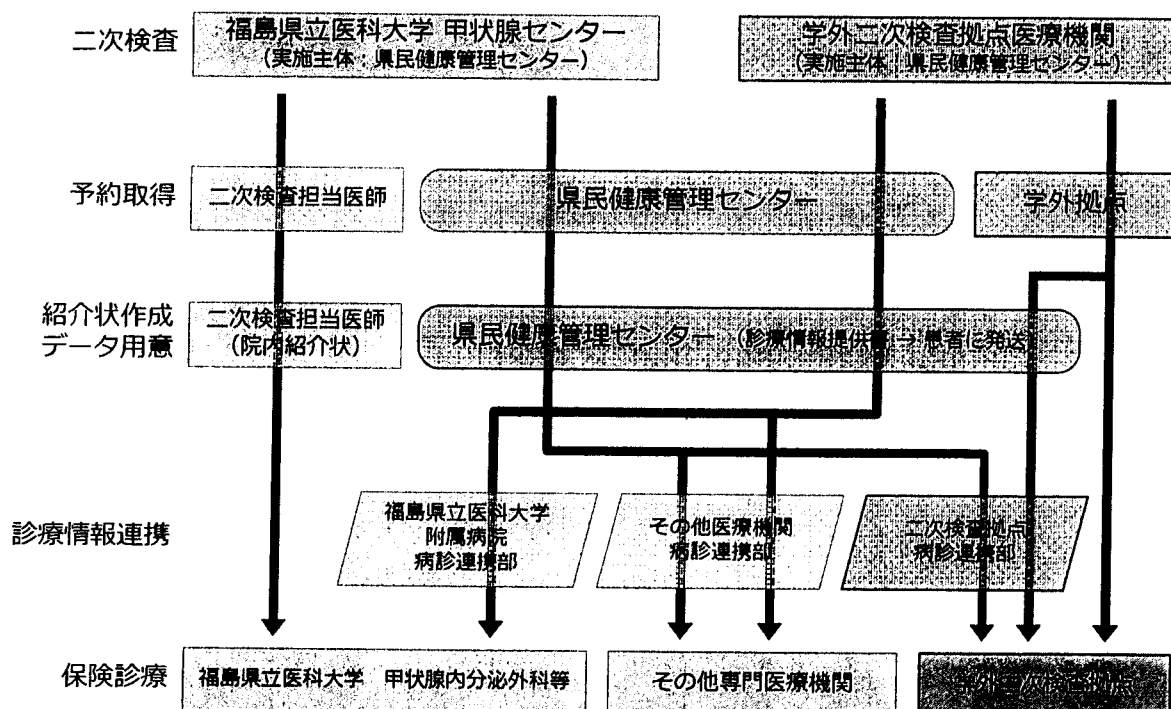 二次検査
福島県立医科大学 甲状腺センター
(実施主体:県民健康管理センター)
学外二次検査拠点医療機関
(実施主体:県民健康管理センター)
予約取得
二次検査担当医師
県民健康管理センター
学外拠点
紹介状作成
データ用意
二次検査担当医師
(院内紹介状)
県民健康管理センター (診療情報提供書 → 患者に発送)
診療情報連携
福島県立医科大学
附属病院
病診連携部
その他医療機関
病診連携部
二次検査拠点
病診連携部
保険診療
福島県立医科大学 甲状腺内分泌外科等
その他専門医療機関
学外二次検査拠点